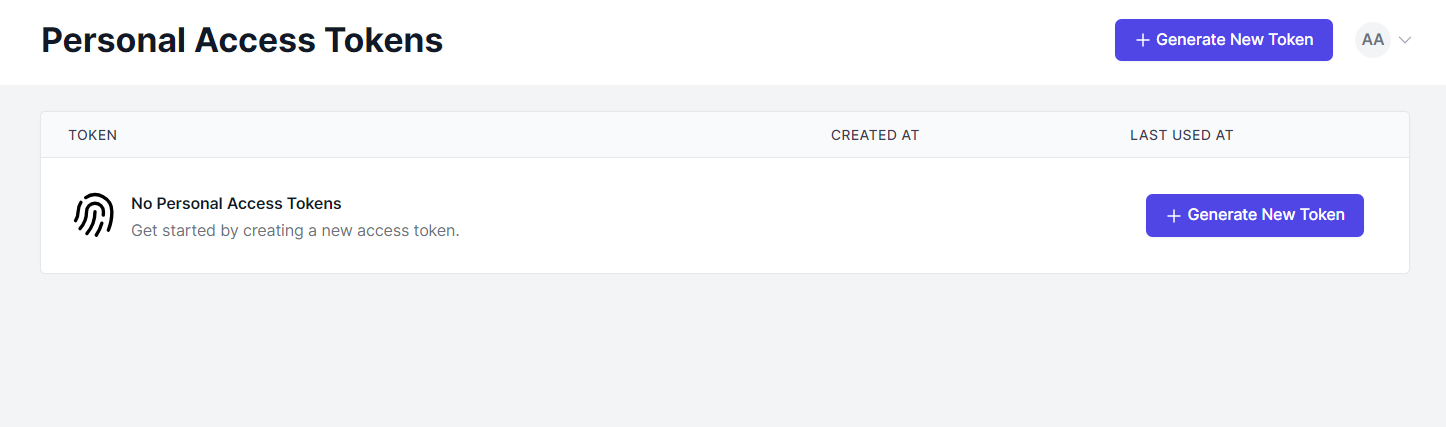 Personal Access Tokens
Generate New Token
AA
TOKEN CREATED AT LAST USED AT
No Personal Access Tokens
Get started by creating a new access token.
Generate New Token